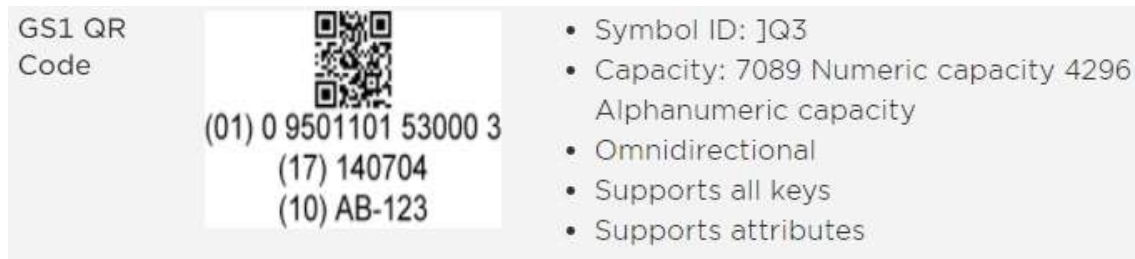 GS1 QR
Code
(01) 0 9501101 53000 3
(17) 140704
(10) AB-123
• Symbol ID: ]Q3
• Capacity: 7089 Numeric capacity 4296
Alphanumeric capacity
• Omnidirectional
• Supports all keys
• Supports attributes